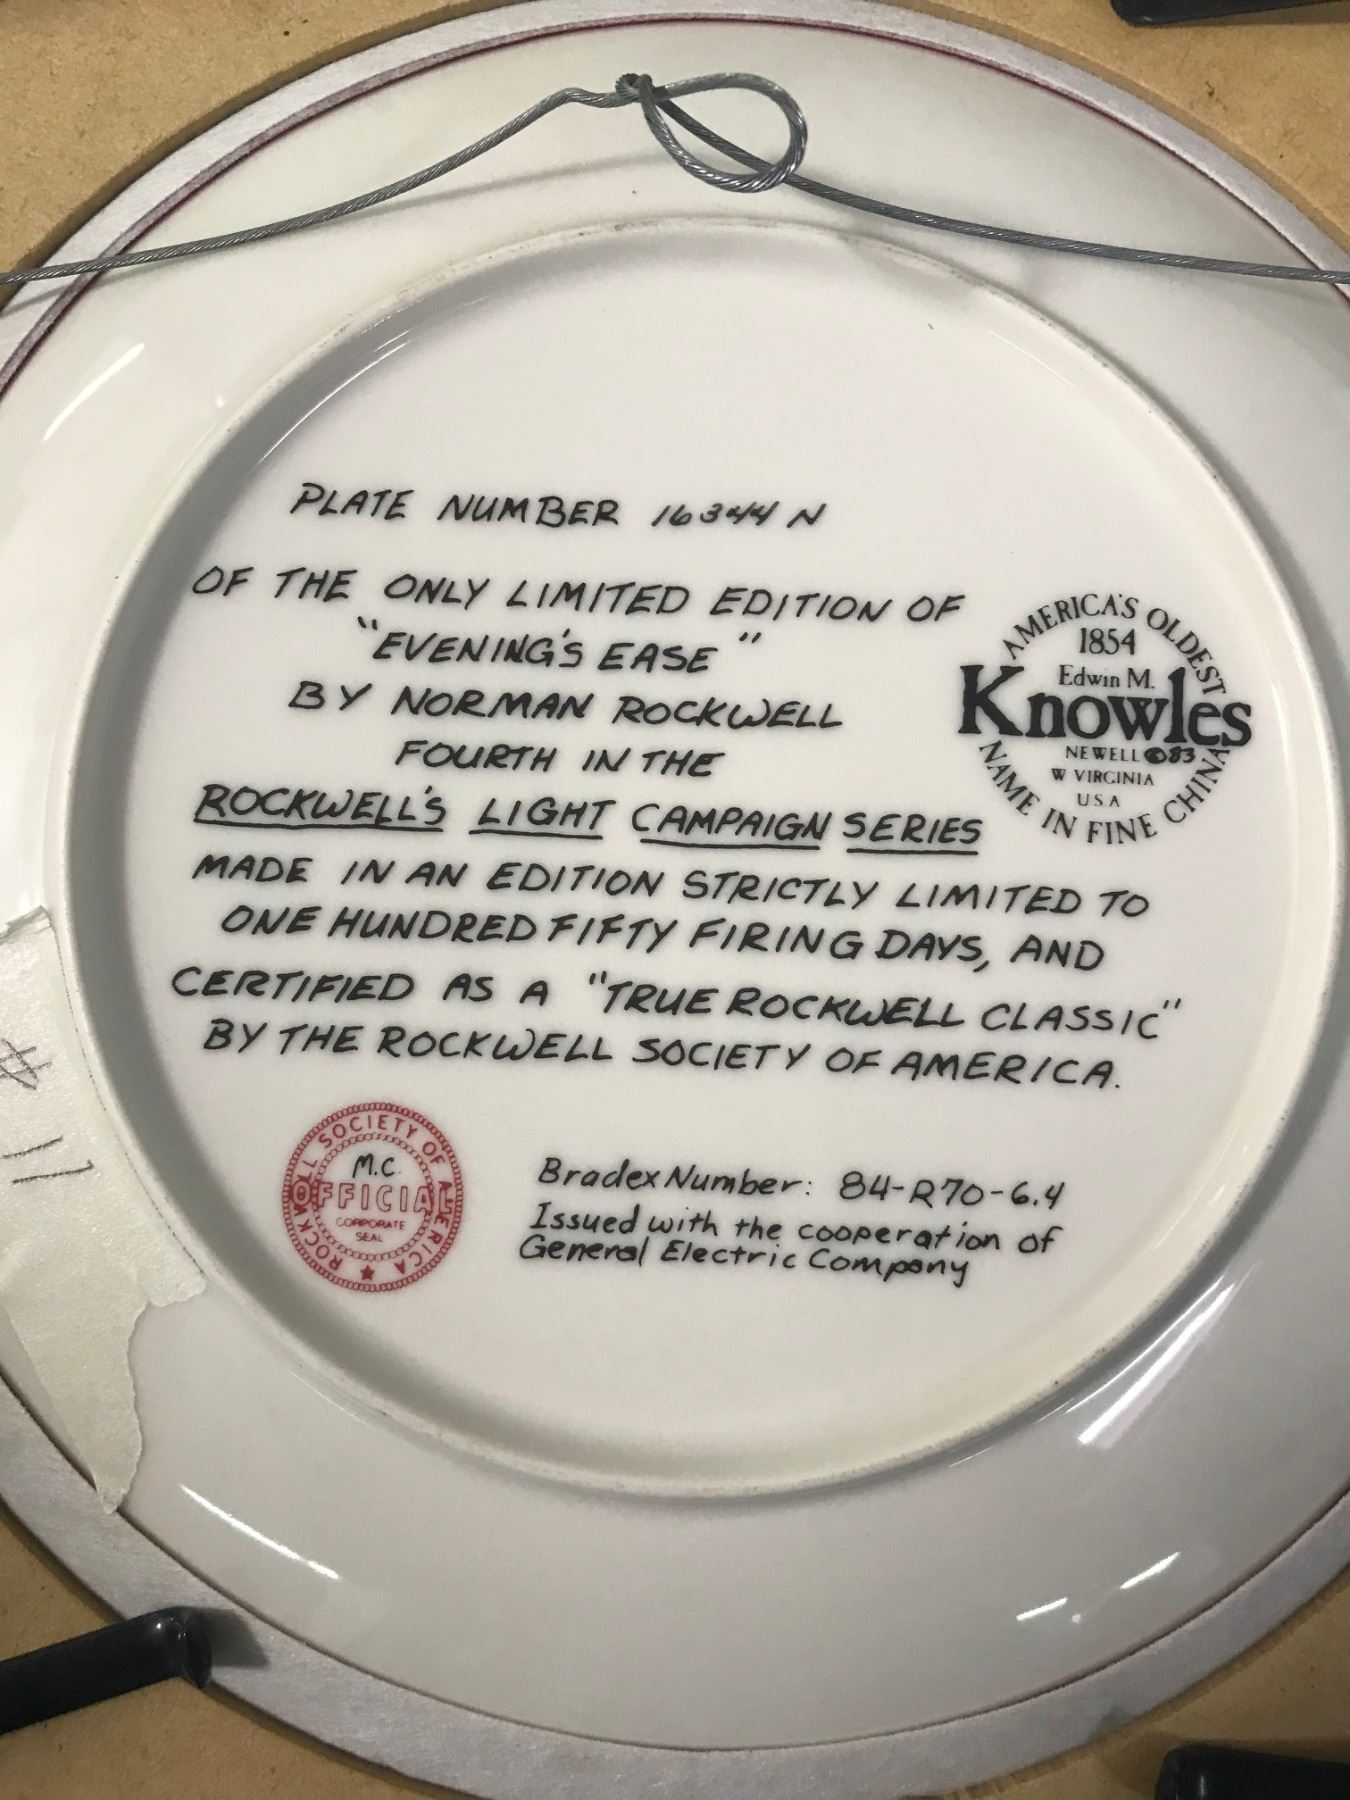 PLATE NUMBER 16344 N
OF THE ONLY LIMITED EDITION OF
"EVENING'S EASE"
BY NORMAN ROCKWELL
FOURTH IN THE
ROCKWELL'S LIGHT CAMPAIGN SERIES
MADE IN AN EDITION STRICTLY LIMITED TO
ONE HUNDRED FIFTY FIRING DAYS, AND
CERTIFIED AS A "TRUE ROCKWELL CLASSIC"
BY THE ROCKWELL SOCIETY OF AMERICA.
AMERICA'S OLDEST
1854
Edwin M.
Knowles
NEWELL ©83
W VIRGINIA
USA
NAME IN FINE CHINA
ROCKWELL SOCIETY OF AMERICA
M.C.
OFFICIAL
CORPORATE
SEAL
Bradex Number: 84-R70-6.4
Issued with the cooperation of
General Electric Company
# 11